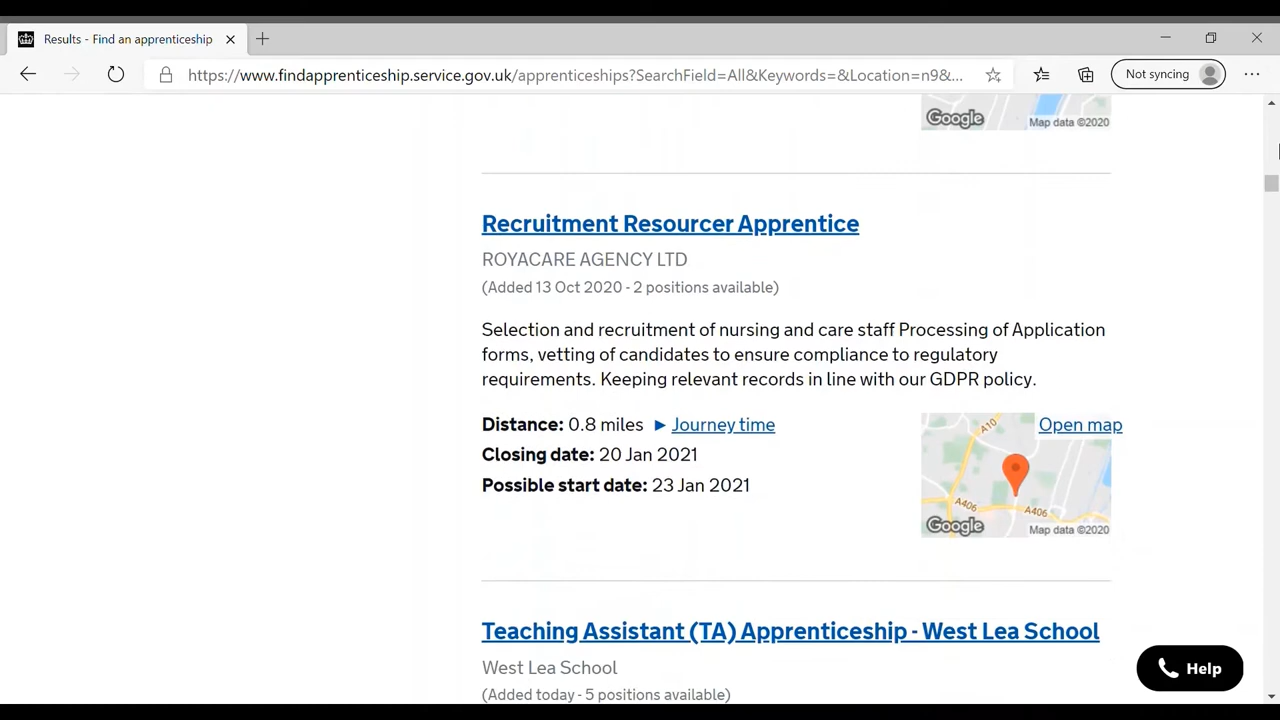 Results - Find an apprenticeship
https://www.findapprenticeship.service.gov.uk/apprenticeships?SearchField=All&Keywords=&Location=n9&...
Not syncing
Google
Map data ©2020
Recruitment Resourcer Apprentice
ROYACARE AGENCY LTD
(Added 13 Oct 2020 - 2 positions available)
Selection and recruitment of nursing and care staff Processing of Application
forms, vetting of candidates to ensure compliance to regulatory
requirements. Keeping relevant records in line with our GDPR policy.
Distance: 0.8 miles ► Journey time
Open map
Closing date: 20 Jan 2021
Possible start date: 23 Jan 2021
A10
A406
A406
Google
Map data ©2020
Teaching Assistant (TA) Apprenticeship - West Lea School
West Lea School
(Added today - 5 positions available)
Help